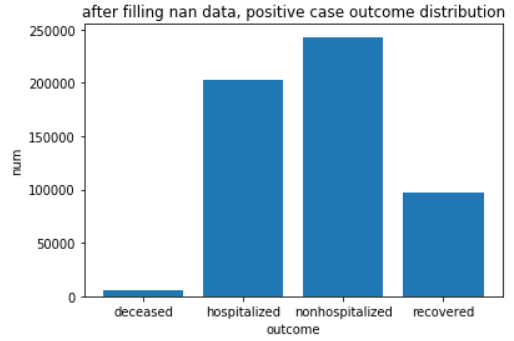 after filling nan data, positive case outcome distribution
250000
200000
150000
100000
50000
0
num
deceased hospitalized nonhospitalized recovered
outcome